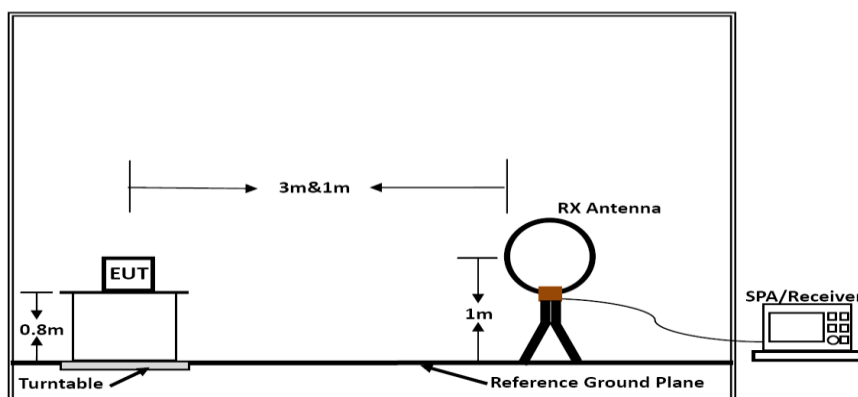 3m&1m
RX Antenna
EUT
0.8m
1m
SPA/Receiver
Turntable
Reference Ground Plane